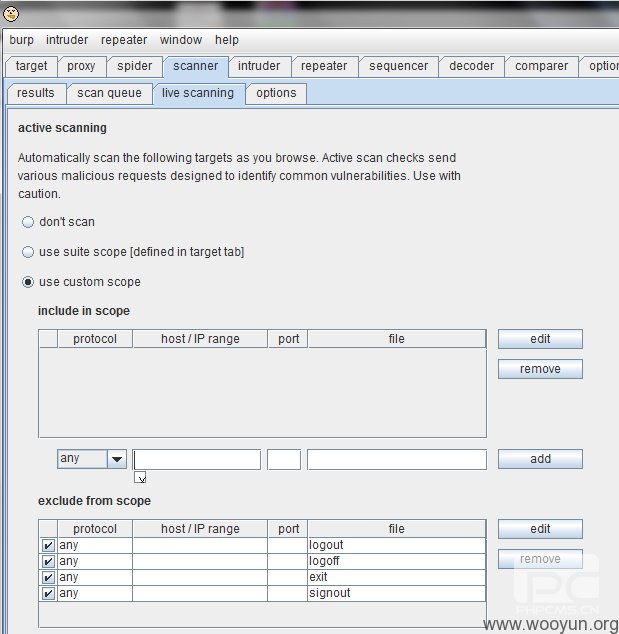 burp intruder repeater window help
target proxy spider scanner intruder repeater sequencer decoder comparer optio
results scan queue live scanning options
active scanning
Automatically scan the following targets as you browse. Active scan checks send
various malicious requests designed to identify common vulnerabilities. Use with
caution.
don't scan
use suite scope [defined in target tab]
use custom scope
include in scope
protocol host / IP range port file
edit
remove
any
add
exclude from scope
protocol host / IP range port file
edit
any logout
remove
any logoff
any exit
any signout
PHPCMS.CN
www.wooyun.org